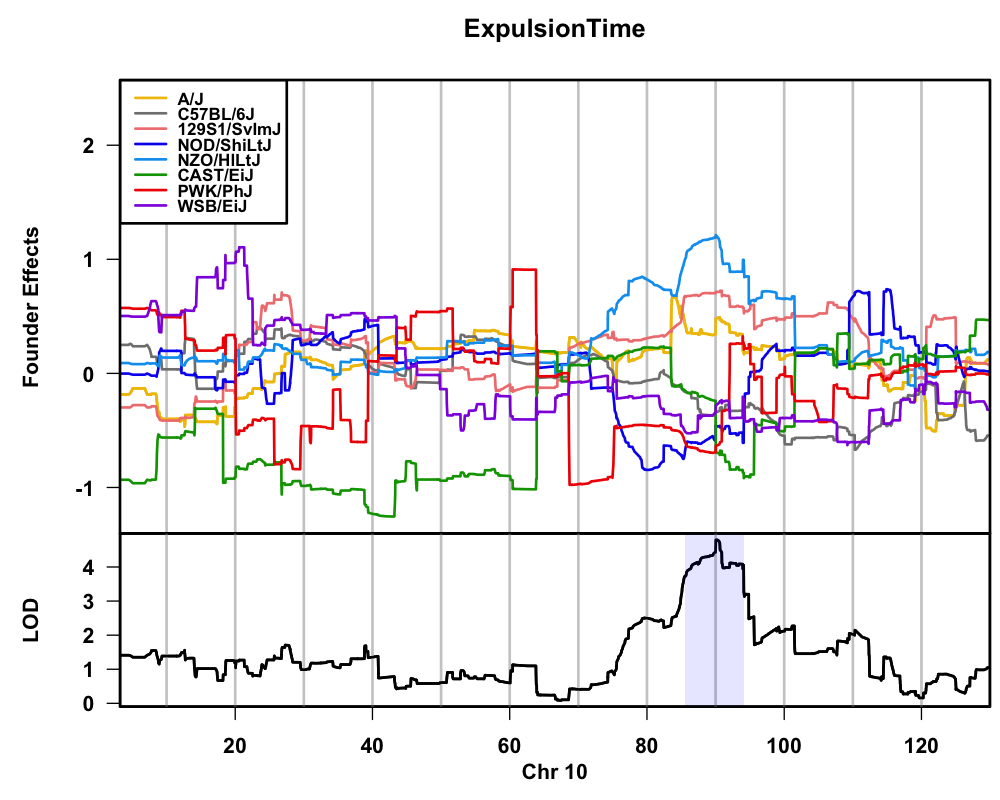 ExpulsionTime
A/J
C57BL/6J
129S1/SvImJ
NOD/ShiLtJ
NZO/HlLtJ
CAST/EiJ
PWK/PhJ
WSB/EiJ
Founder Effects
2
1
0
-1
LOD
4
3
2
1
0
20 40 60 80 100 120
Chr 10